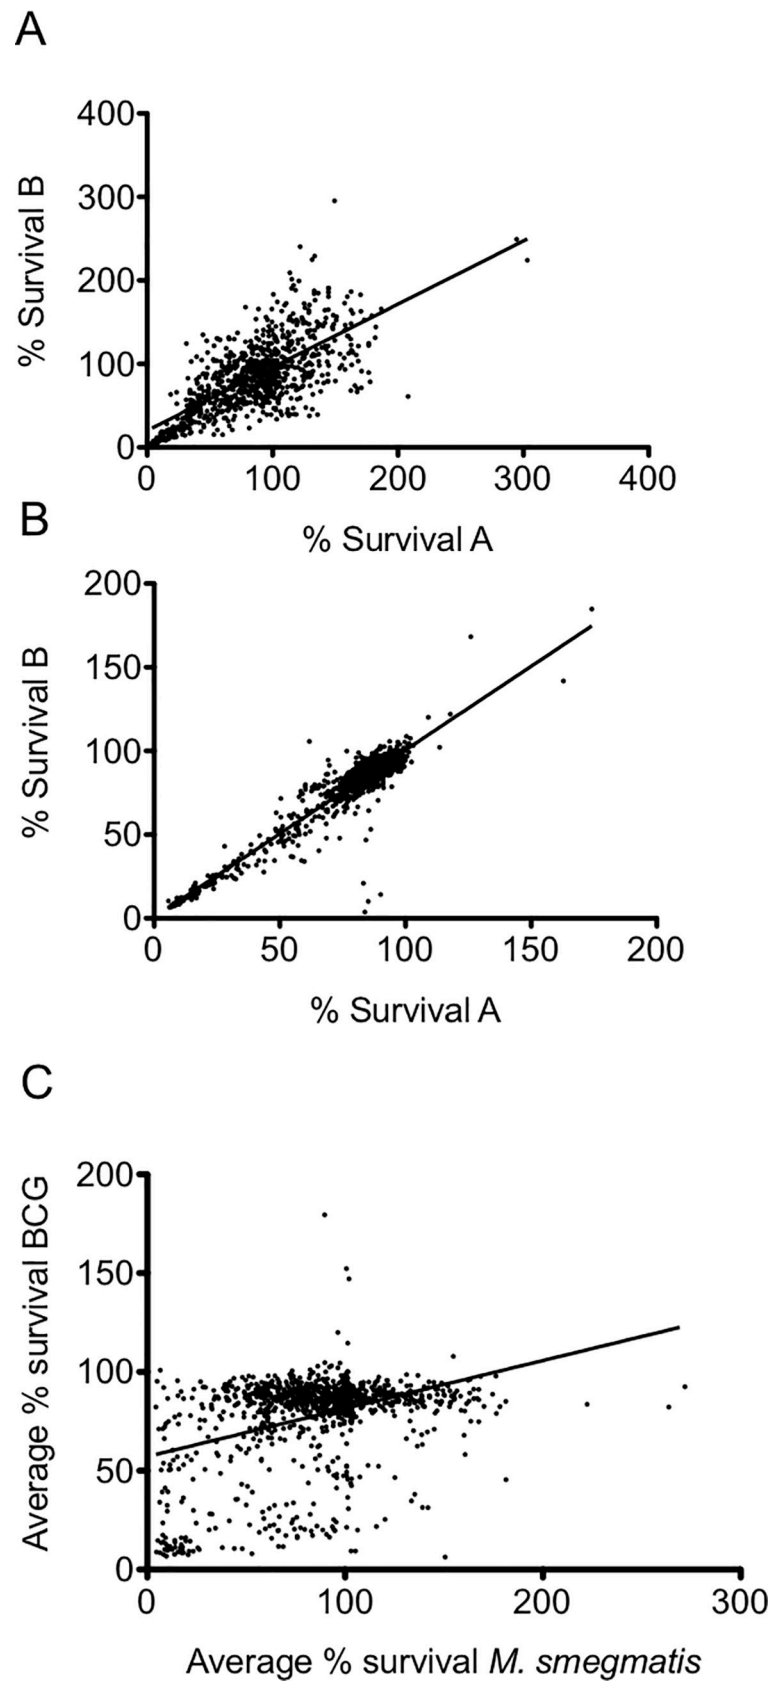 A
400
300
200
100
0
% Survival B
0 100 200 300 400
% Survival A
B
200
150
100
50
0
% Survival B
0 50 100 150 200
% Survival A
C
200
150
100
50
0
Average % survival BCG
0 100 200 300
Average % survival M. smegmatis